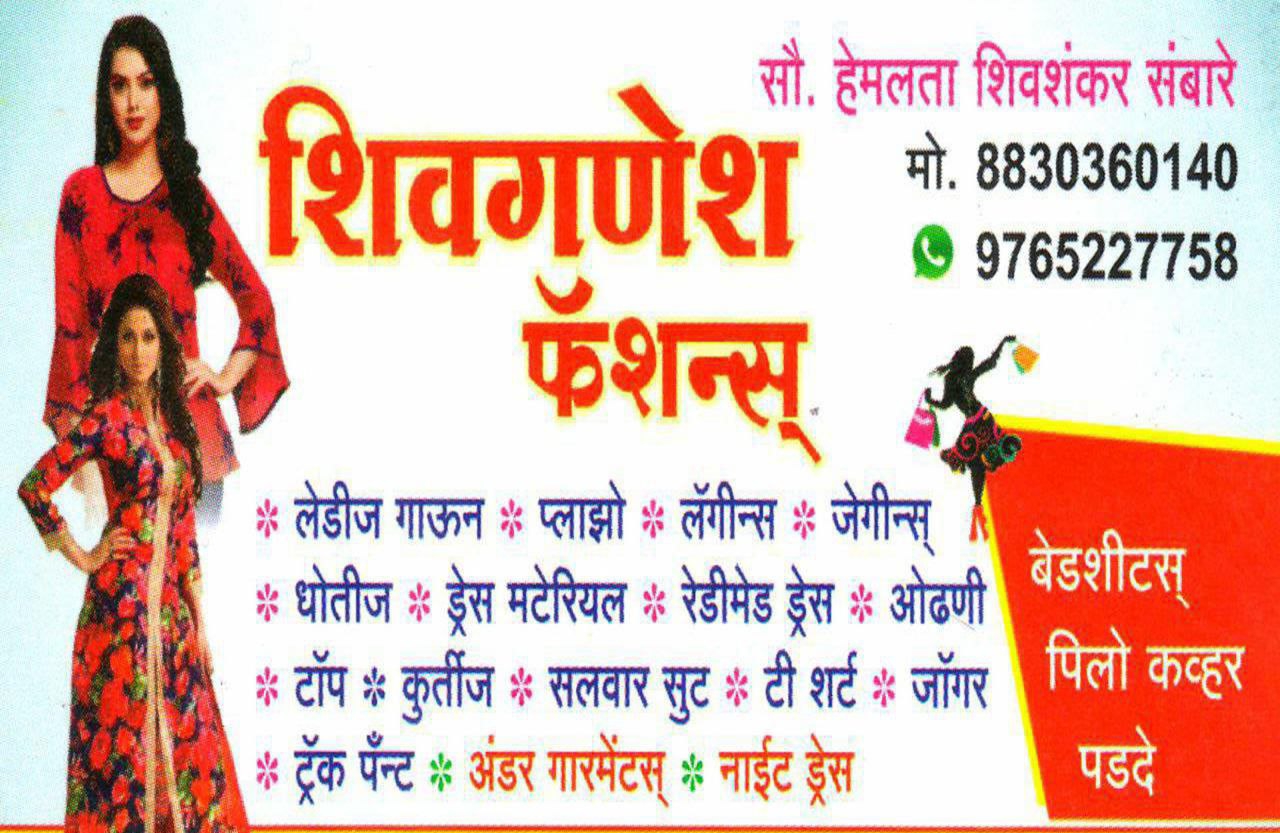 सौ. हेमलता शिवशंकर संबारे
मो. 8830360140
9765227758
शिवगणेश
फॅशन्स्
* लेडीज गाऊन * प्लाझो * लॅगीन्स * जेगीन्स्
* धोतीज * ड्रेस मटेरियल * रेडीमेड ड्रेस * ओढणी
* टॉप * कुर्तीज * सलवार सुट * टी शर्ट * जॉगर
* ट्रॅक पँन्ट * अंडर गारमेंटस् * नाईट ड्रेस
बेडशीटस्
पिलो कव्हर
पडदे